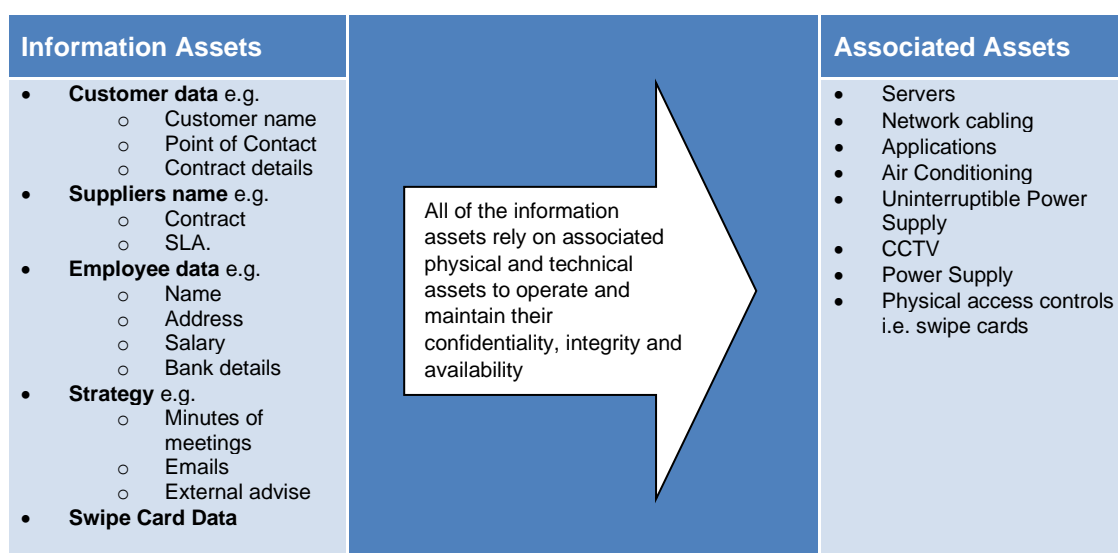 Information Assets
• Customer data e.g.
o Customer name
o Point of Contact
o Contract details
• Suppliers name e.g.
o Contract
o SLA.
• Employee data e.g.
o Name
o Address
o Salary
o Bank details
• Strategy e.g.
o Minutes of
meetings
o Emails
o External advise
• Swipe Card Data
All of the information
assets rely on associated
physical and technical
assets to operate and
maintain their
confidentiality, integrity and
availability
Associated Assets
• Servers
• Network cabling
• Applications
• Air Conditioning
• Uninterruptible Power
Supply
• CCTV
• Power Supply
• Physical access controls
i.e. swipe cards